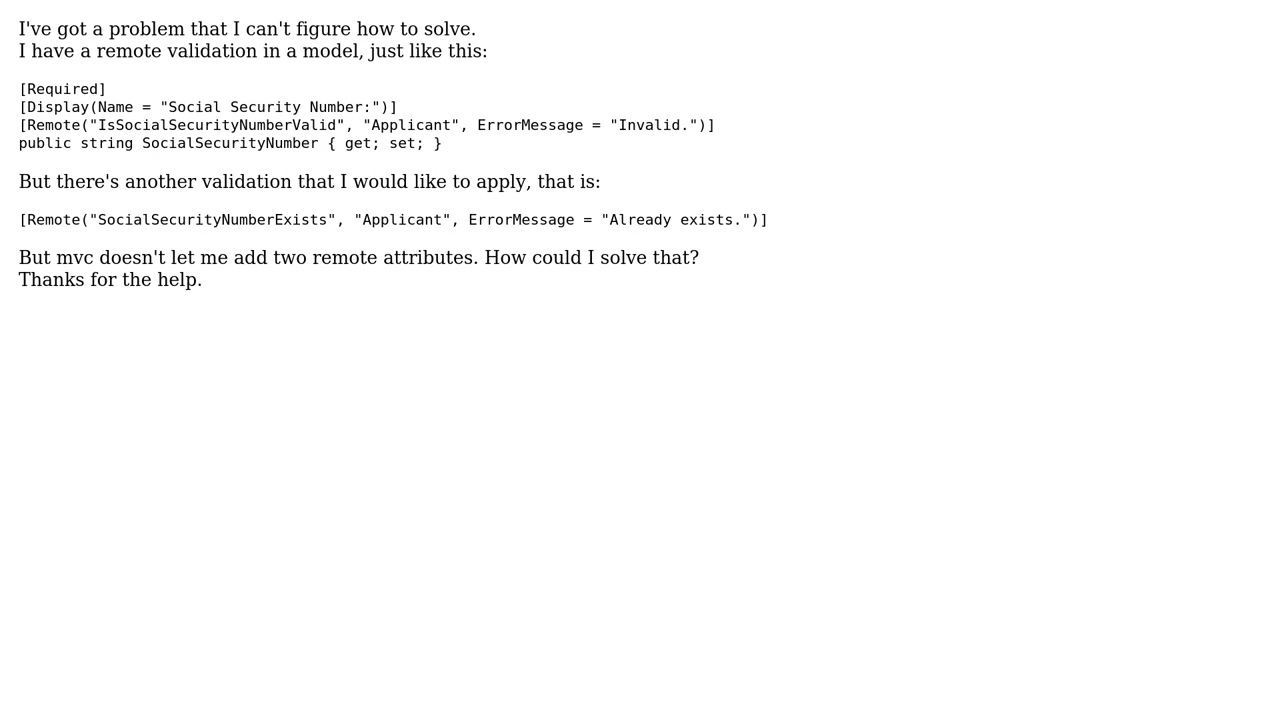 I've got a problem that I can't figure how to solve.
I have a remote validation in a model, just like this:
[Required]
[Display(Name = "Social Security Number:")]
[Remote("IsSocialSecurityNumberValid", "Applicant", ErrorMessage = "Invalid.")]
public string SocialSecurityNumber { get; set; }
But there's another validation that I would like to apply, that is:
[Remote("SocialSecurityNumberExists", "Applicant", ErrorMessage = "Already exists.")]
But mvc doesn't let me add two remote attributes. How could I solve that?
Thanks for the help.